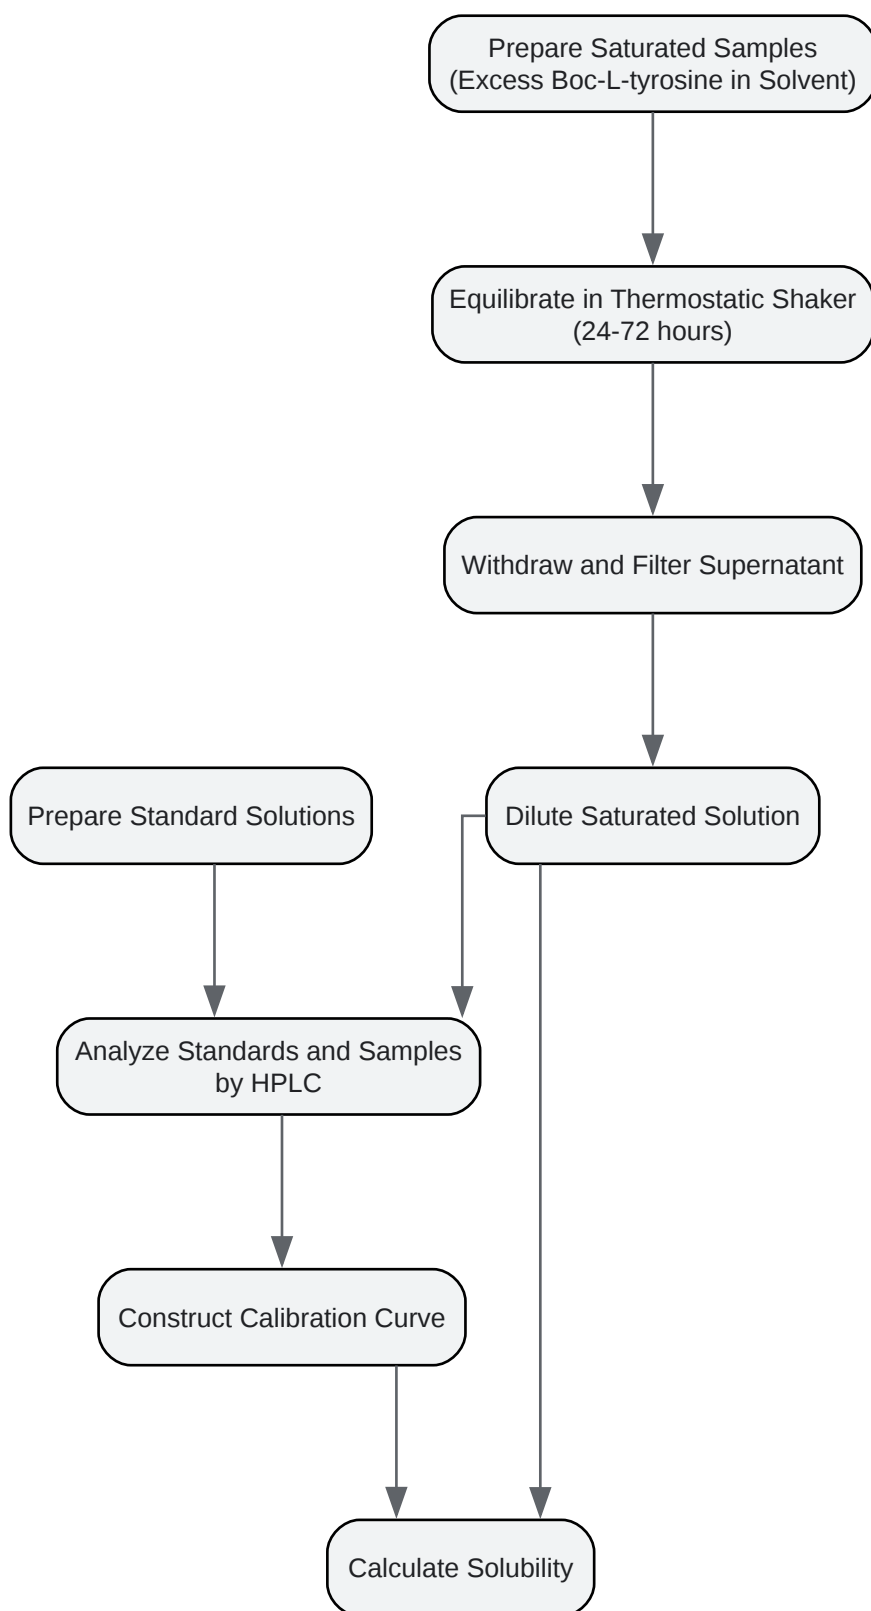 Prepare Saturated Samples
(Excess Boc-L-tyrosine in Solvent)
Equilibrate in Thermostatic Shaker
(24-72 hours)
Withdraw and Filter Supernatant
Prepare Standard Solutions
Dilute Saturated Solution
Analyze Standards and Samples
by HPLC
Construct Calibration Curve
Calculate Solubility